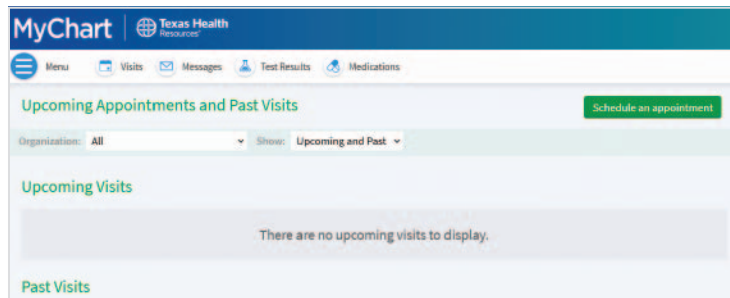 MyChart Texas Health Resources®
Menu Visits Messages Test Results Medications
Upcoming Appointments and Past Visits Schedule an appointment
Organization: All Show: Upcoming and Past
Upcoming Visits
There are no upcoming visits to display.
Past Visits